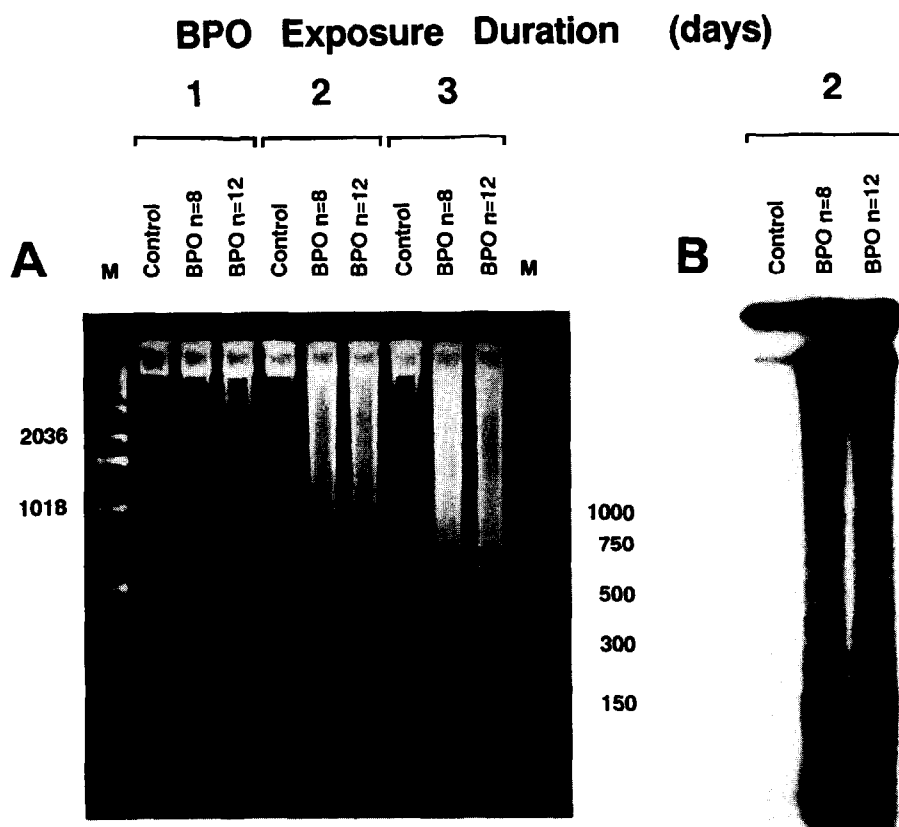 BPO Exposure Duration (days)
1 2 3 2
Control BPO n=8 BPO n=12 Control BPO n=8 BPO n=12 Control BPO n=8 BPO n=12
Control BPO n=8 BPO n=12
A M M B
2036
1018
1000
750
500
300
150